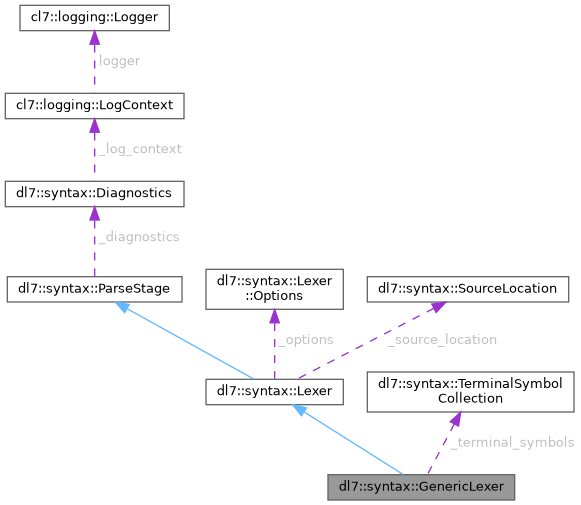 cl7::logging::Logger
logger
cl7::logging::LogContext
_log_context
dl7::syntax::Diagnostics
_diagnostics
dl7::syntax::ParseStage
dl7::syntax::Lexer
::Options
dl7::syntax::SourceLocation
_options
_source_location
dl7::syntax::Lexer
dl7::syntax::TerminalSymbol
Collection
_terminal_symbols
dl7::syntax::GenericLexer